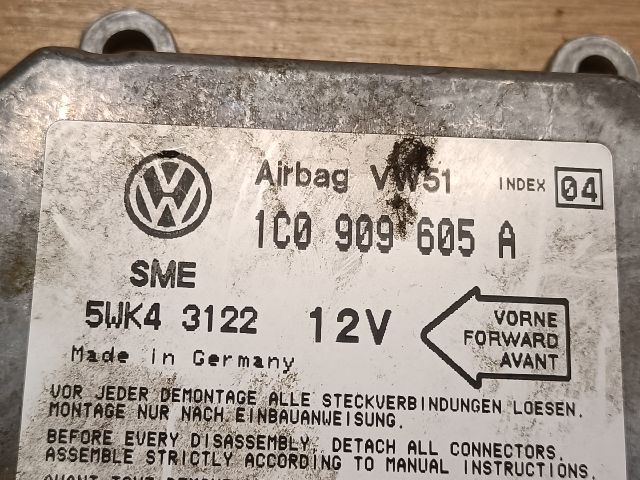 Airbag VW51 INDEX 04
1C0 909 605 A
SME
5WK4 3122 12V
VORNE
FORWARD
AVANT
Made in Germany
VOR JEDER DEMONTAGE ALLE STECKVERBINDUNGEN LOESEN.
MONTAGE NUR NACH EINBAUANWEISUNG.
BEFORE EVERY DISASSEMBLY DETACH ALL CONNECTORS.
ASSEMBLE STRICTLY ACCORDING TO MANUAL INSTRUCTIONS.
AVANT TOUT